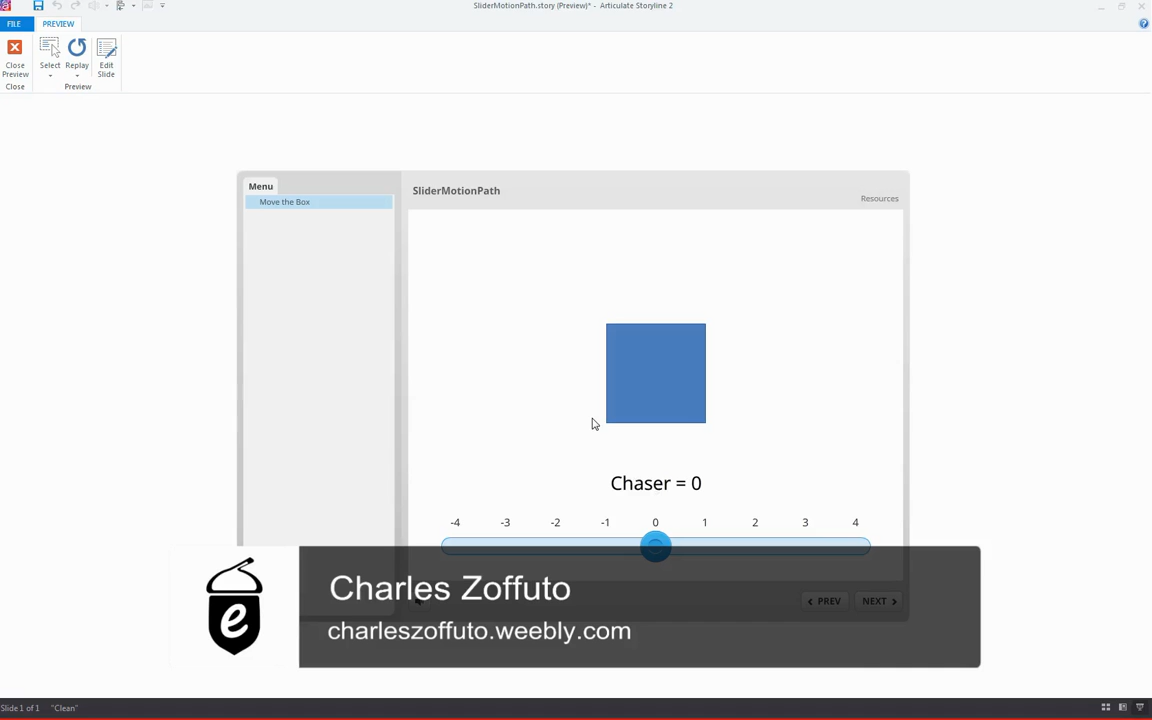 SliderMotionPath.story (Preview)* - Articulate Storyline 2
FILE
PREVIEW
Close Preview
Select
Replay
Edit Slide
Close
Preview
Menu
Move the Box
SliderMotionPath
Resources
Chaser = 0
-4 -3 -2 -1 0 1 2 3 4
PREV
NEXT
e
Charles Zoffuto
charleszoffuto.weebly.com
Slide 1 of 1 "Clean"